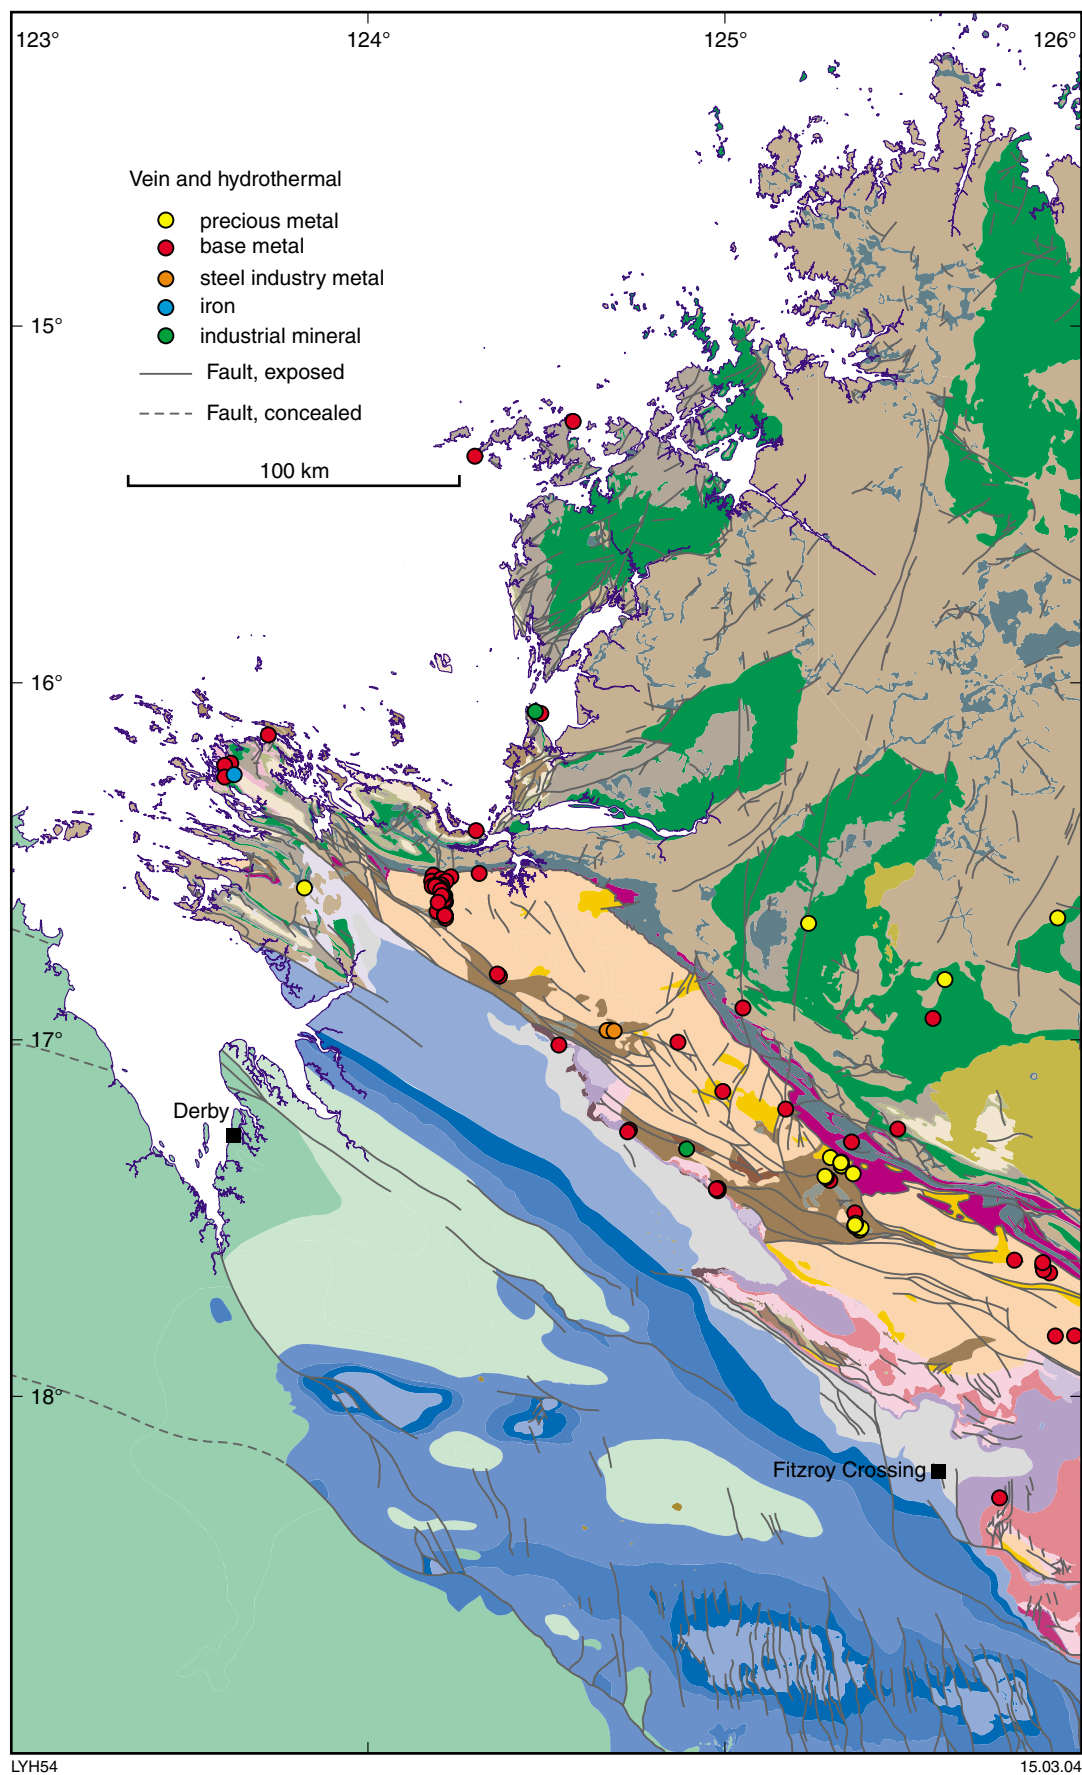 123° 124° 125° 126°
Vein and hydrothermal
precious metal
base metal
steel industry metal
iron
industrial mineral
15°
Fault, exposed
Fault, concealed
100 km
16°
17°
Derby
18°
Fitzroy Crossing
LYH54 15.03.04